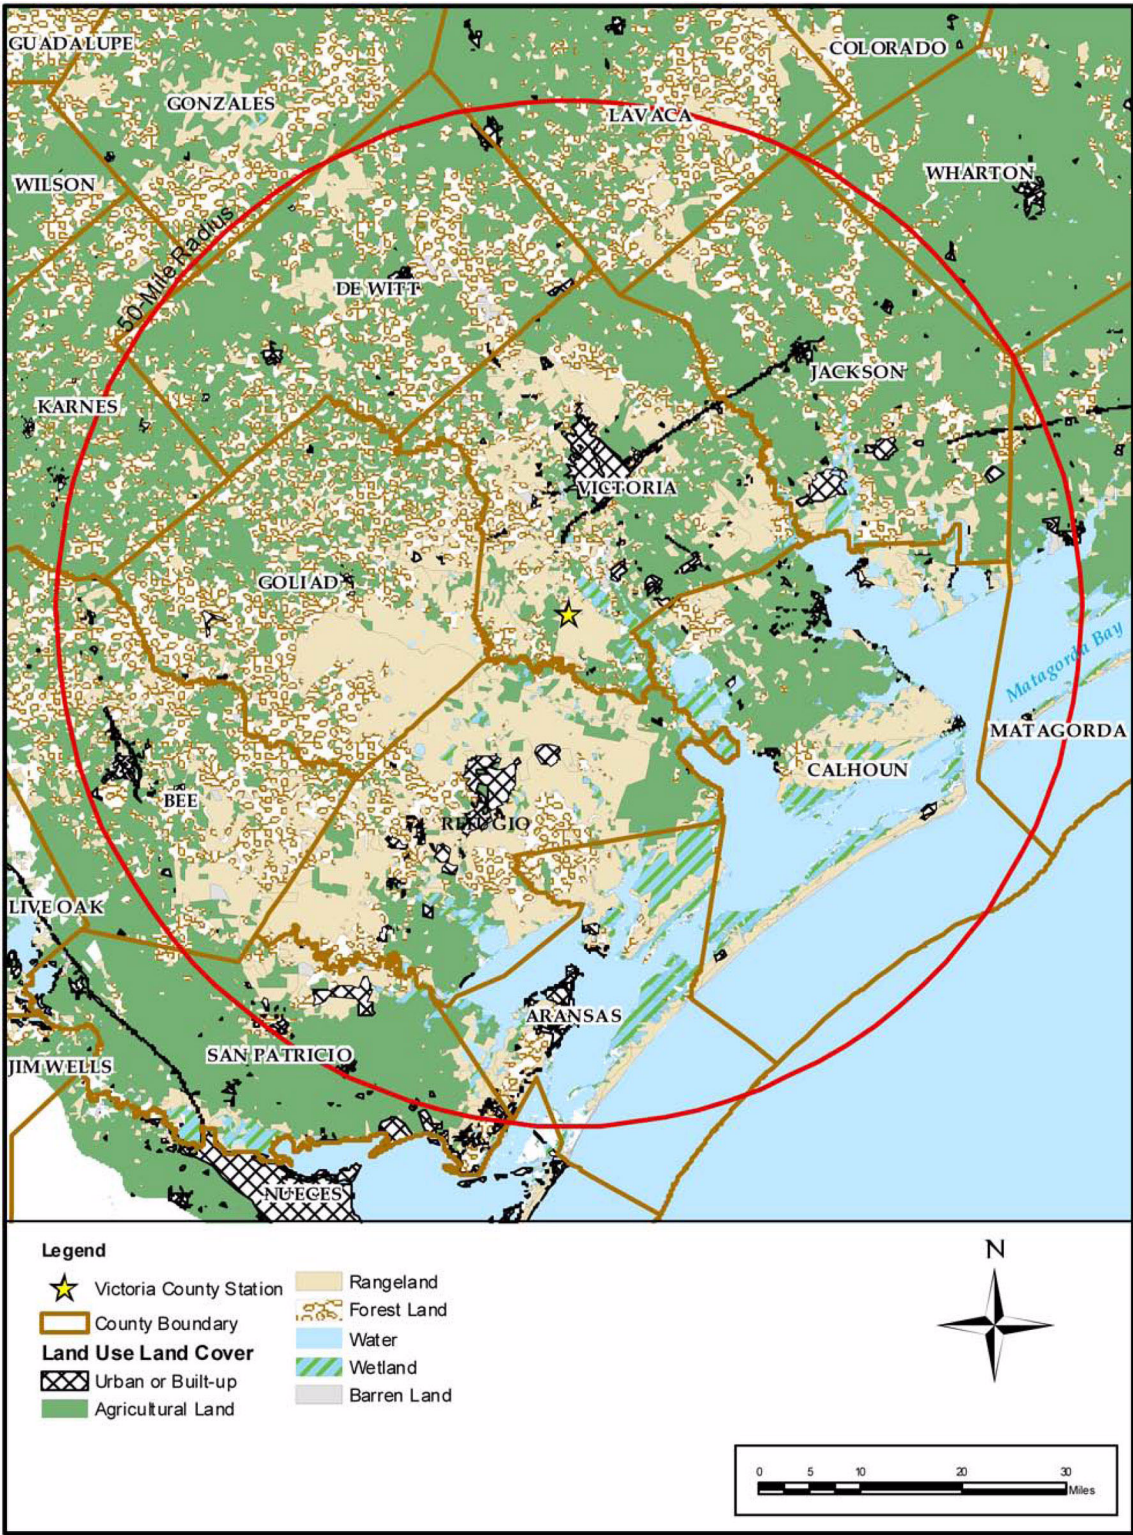 GUADALUPE
COLORADO
GONZALES
LAVACA
WILSON
WHARTON
50-Mile Radius
DE WITT
JACKSON
KARNES
VICTORIA
GOLIAD
Matagorda Bay
MATAGORDA
CALHOUN
BEE
REFUGIO
LIVE OAK
ARANSAS
SAN PATRICIO
JIM WELLS
NUECES
Legend
Victoria County Station
County Boundary
Land Use Land Cover
Urban or Built-up
Agricultural Land
Rangeland
Forest Land
Water
Wetland
Barren Land
N
0 5 10 20 30
Miles